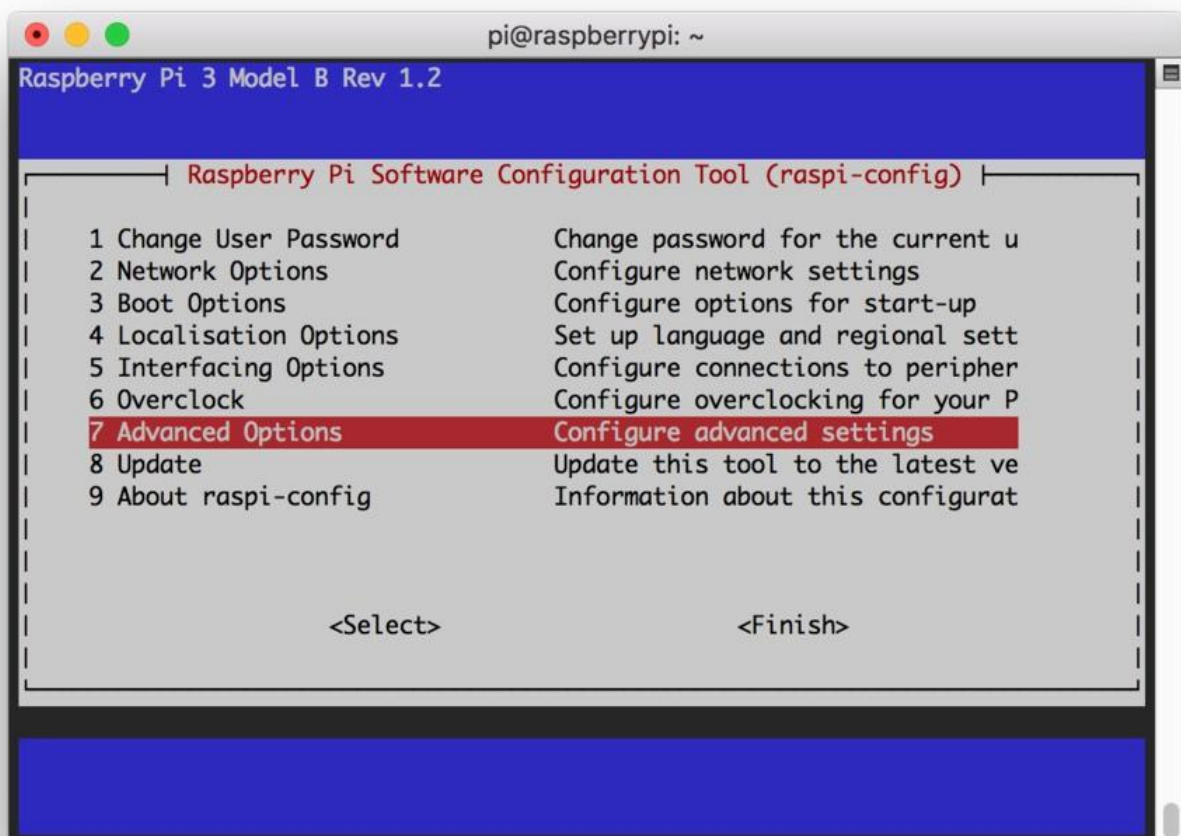 pi@raspberrypi: ~
Raspberry Pi 3 Model B Rev 1.2
Raspberry Pi Software Configuration Tool (raspi-config)
1 Change User Password Change password for the current u
2 Network Options Configure network settings
3 Boot Options Configure options for start-up
4 Localisation Options Set up language and regional sett
5 Interfacing Options Configure connections to peripher
6 Overclock Configure overclocking for your P
7 Advanced Options Configure advanced settings
8 Update Update this tool to the latest ve
9 About raspi-config Information about this configurat
<Select> <Finish>